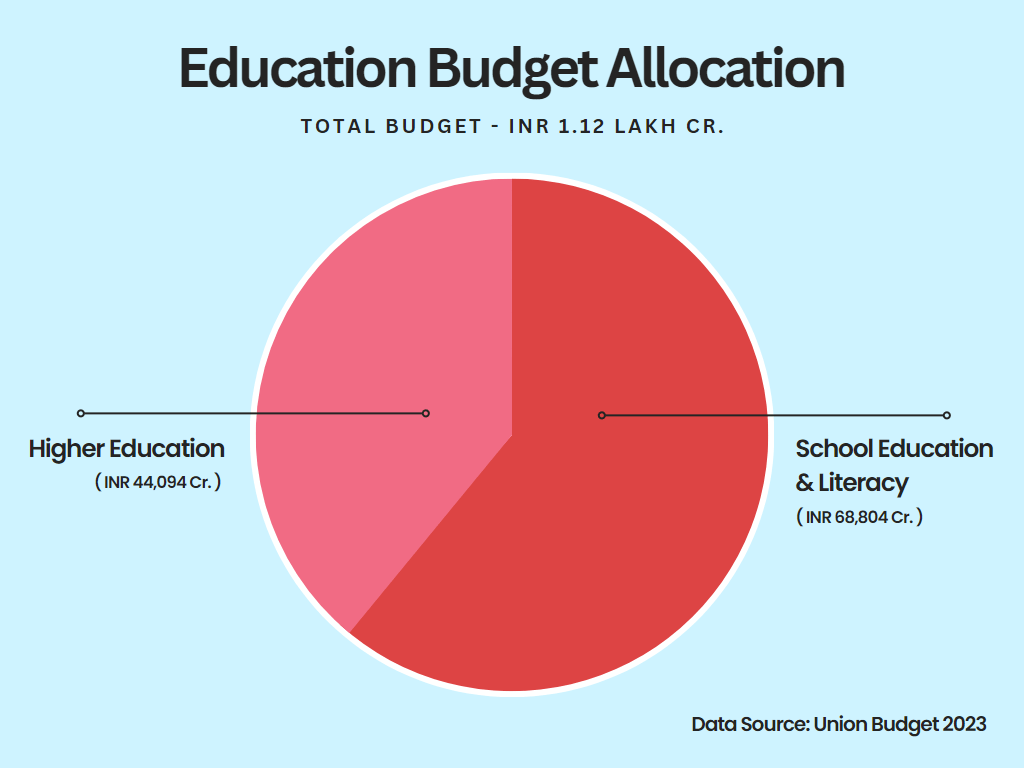 Education Budget Allocation
TOTAL BUDGET - INR 1.12 LAKH CR.
Higher Education
( INR 44,094 Cr. )
School Education
& Literacy
( INR 68,804 Cr. )
Data Source: Union Budget 2023